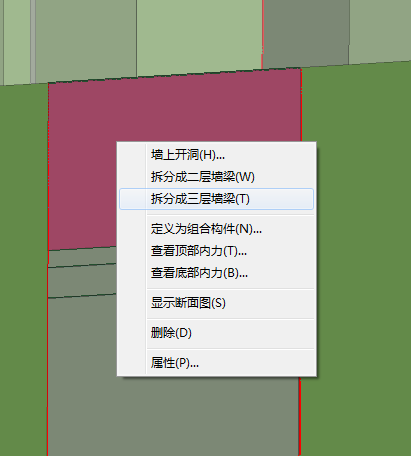 墙上开洞(H)...
拆分成二层墙梁(W)
拆分成三层墙梁(T)
定义为组合构件(N)...
查看顶部内力(T)...
查看底部内力(B)...
显示断面图(S)
删除(D)
属性(P)...